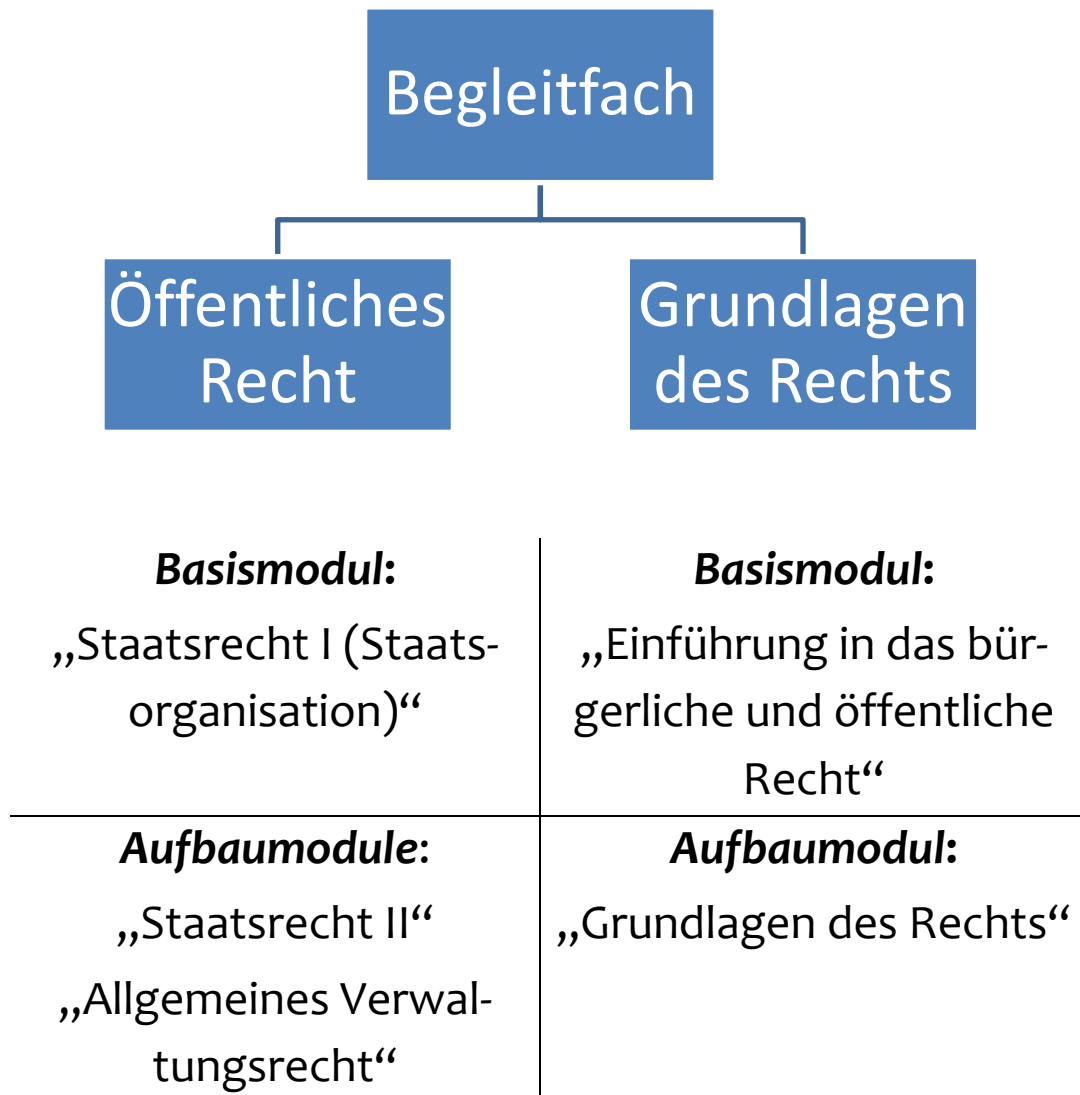 Begleitfach
Öffentliches
Recht
Grundlagen
des Rechts
Basismodul:
„Staatsrecht I (Staats-
organisation)“
Basismodul:
„Einführung in das bür-
gerliche und öffentliche
Recht“
Aufbaumodule:
„Staatsrecht II“
„Allgemeines Verwal-
tungsrecht“
Aufbaumodul:
„Grundlagen des Rechts“